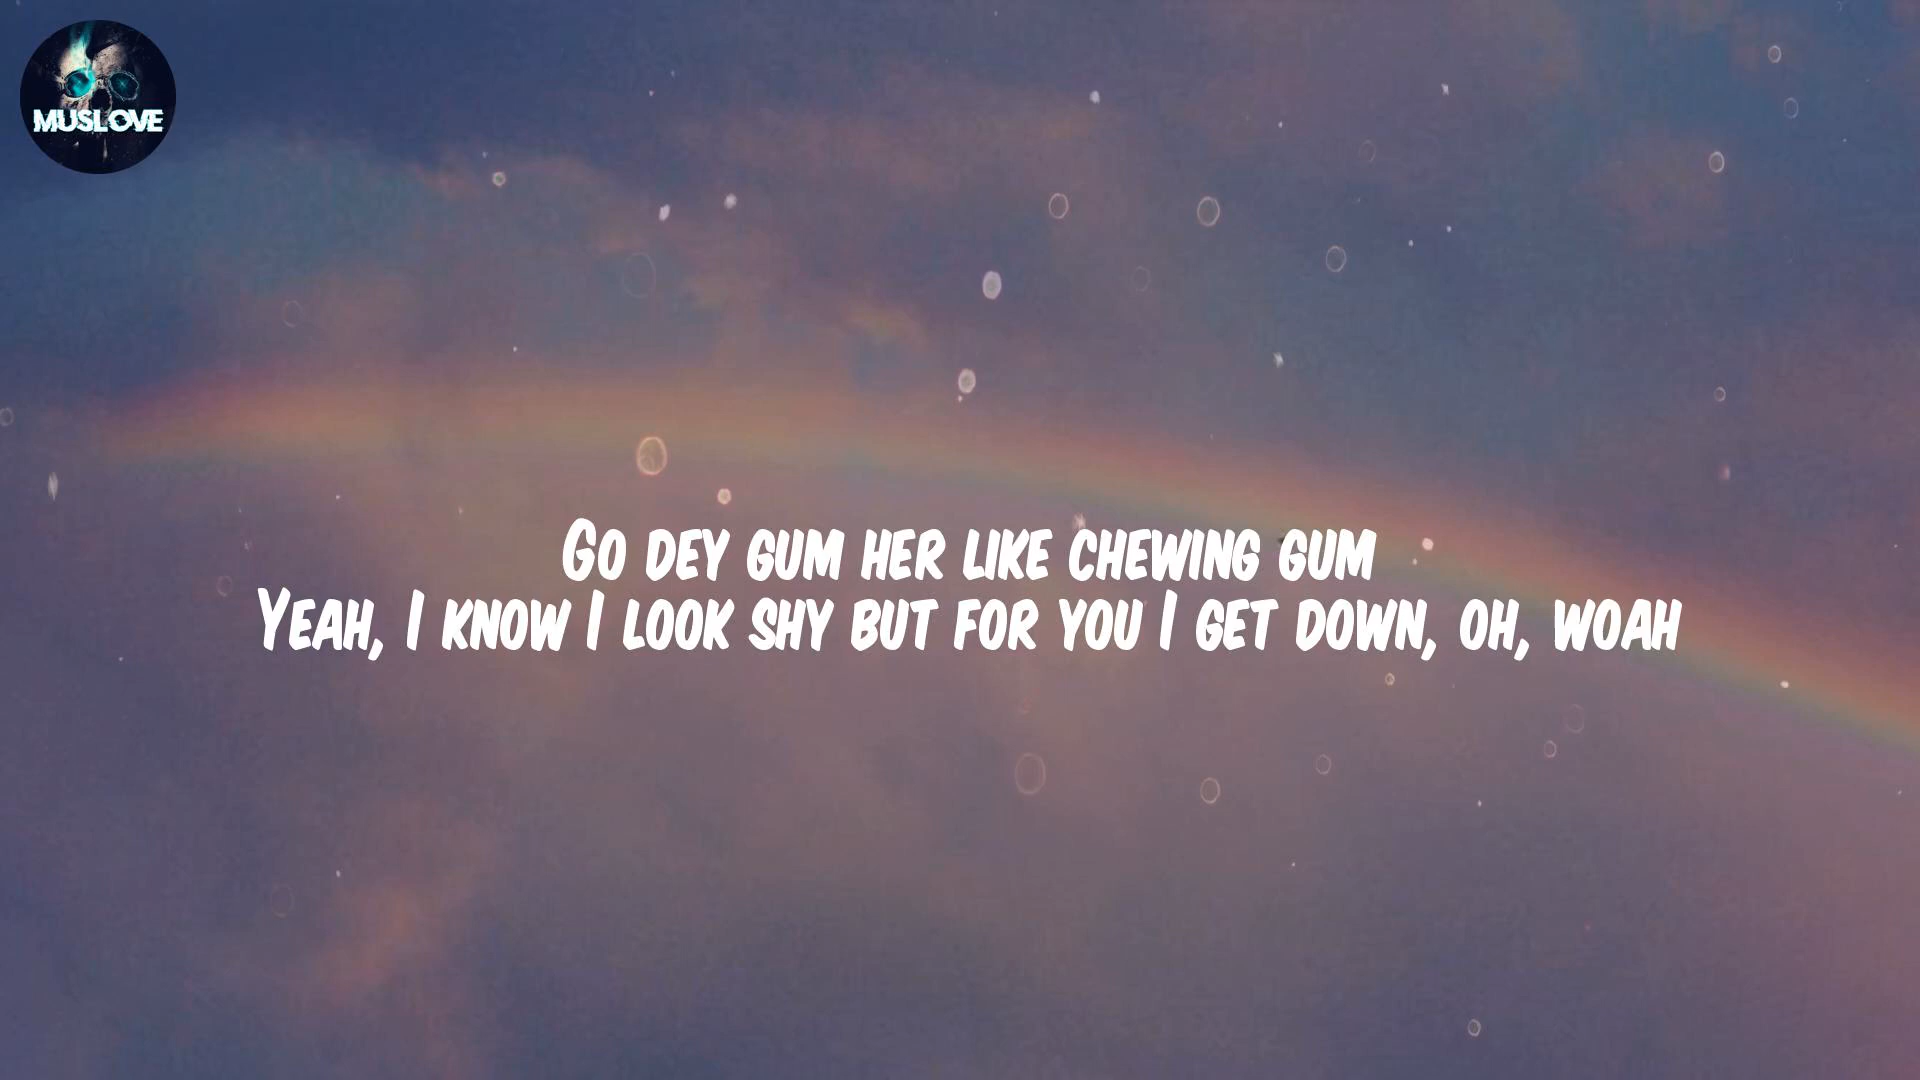 MUSLOVE
Go dey gum her like chewing gum
Yeah, I know I look shy but for you I get down, oh, woah